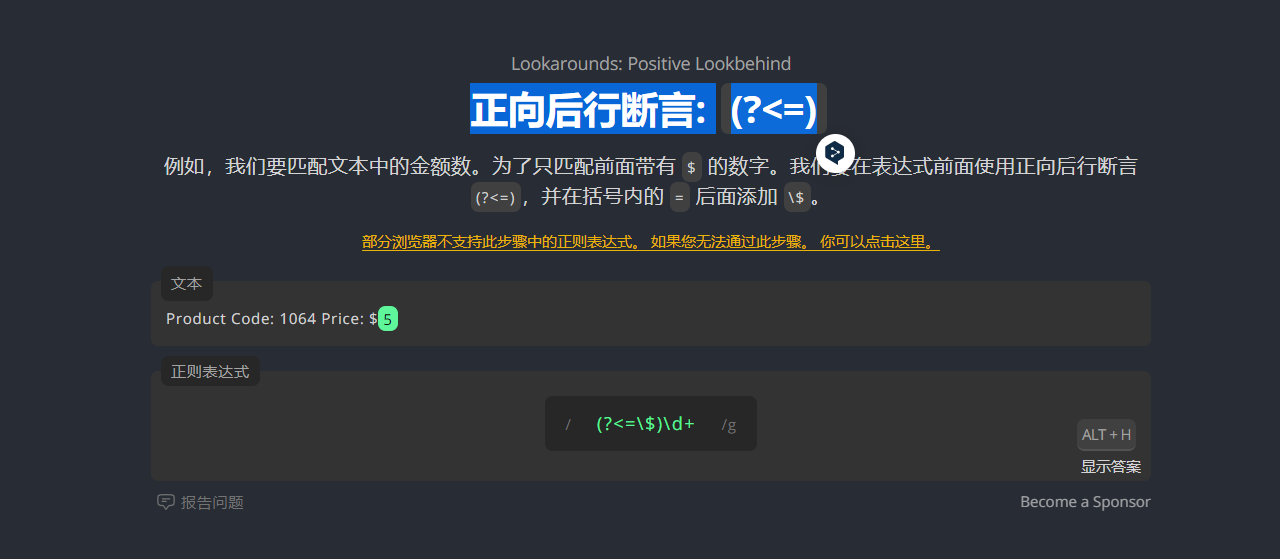 Lookarounds: Positive Lookbehind
正向后行断言: (?<=)
例如，我们要匹配文本中的金额数。为了只匹配前面带有 $ 的数字。我们要在表达式前面使用正向后行断言
(?<=)，并在括号内的 = 后面添加 \$。
部分浏览器不支持此步骤中的正则表达式。 如果您无法通过此步骤。 你可以点击这里。
文本
Product Code: 1064 Price: $5
正则表达式
/ (?<=\$)\d+ /g
ALT + H
显示答案
报告问题
Become a Sponsor